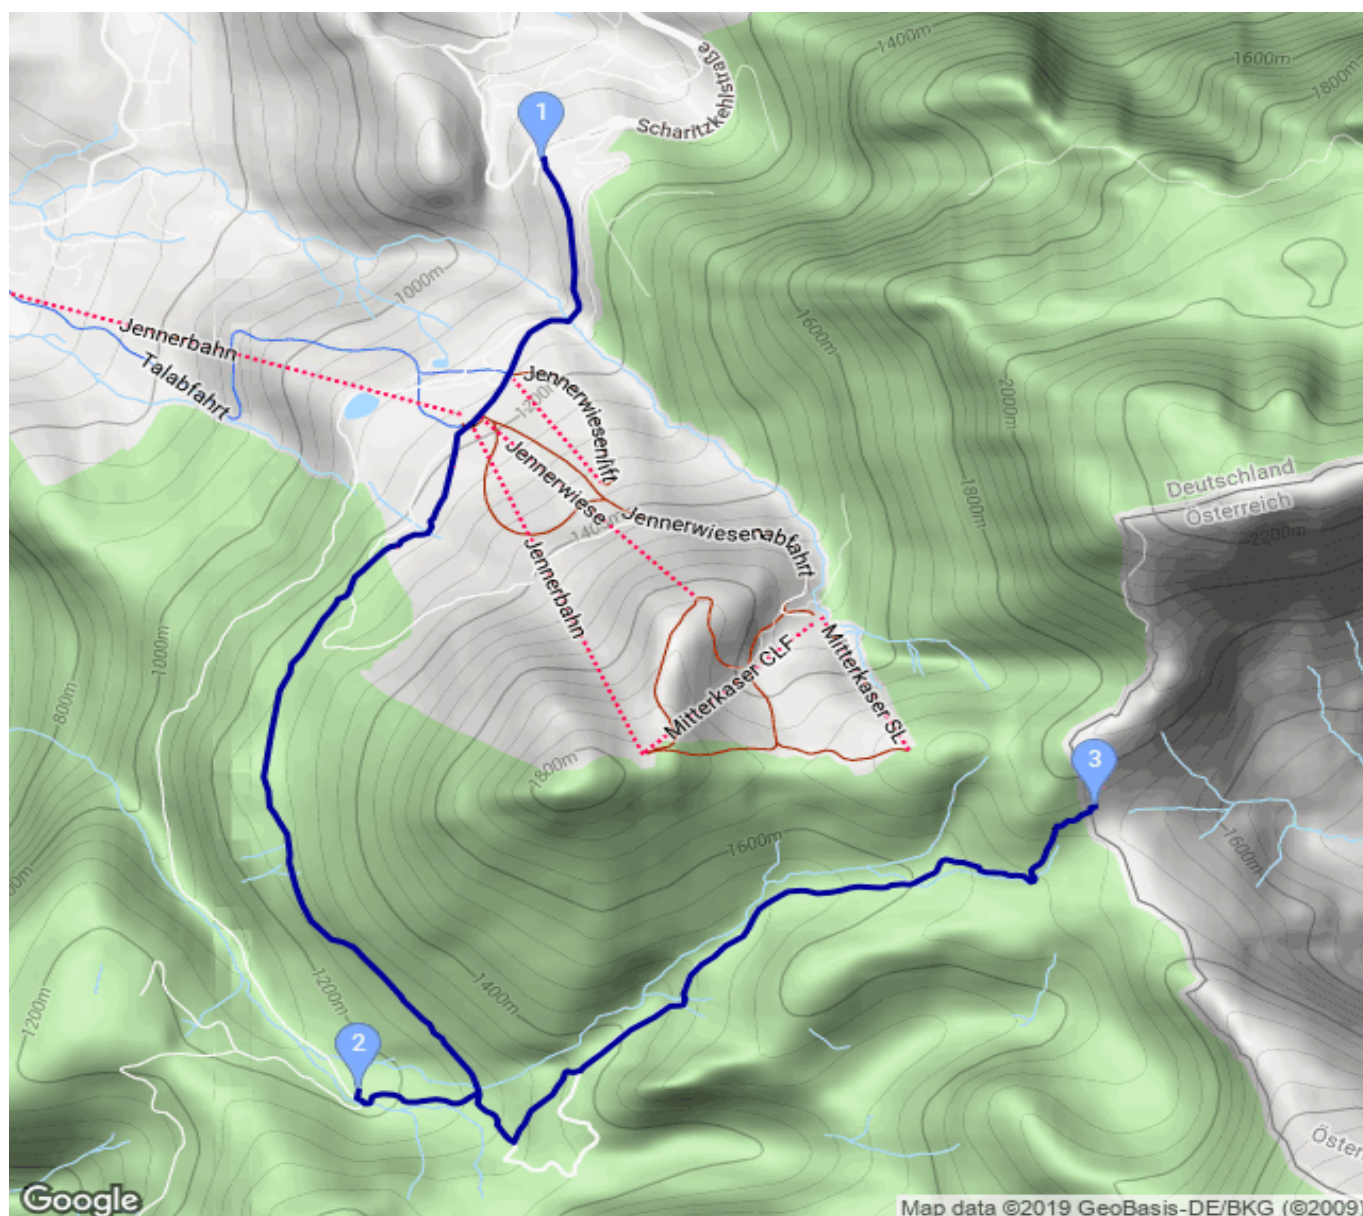 1400m
1600m
1800m
Scharitzkehlstraße
1
1000m
Jennerbahn
Talabfahrt
Jennerwiesenlift
1600m
2000m
Deutschland
Österreich
2200m
Jennerwiese
Jennerwiesenabfahrt
1800m
Jennerbahn
1000m
800m
Mitterkaser CLF
Mitterkaser SL
1800m
3
1600m
1600m
1400m
1200m
1200m
2
Google
Map data ©2019 GeoBasis-DE/BKG (©2009)